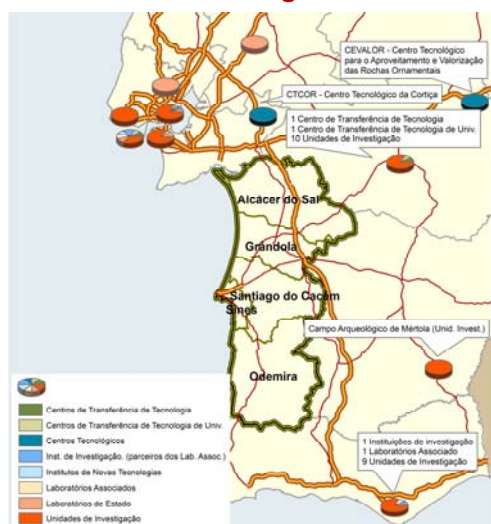 CEVALOR - Centro Tecnológico
para o Aproveitamento e Valorização
das Rochas Ornamentais
CTCOR - Centro Tecnológico da Cortiça
1 Centro de Transferência de Tecnologia
1 Centro de Transferência de Tecnologia de Univ.
10 Unidades de Investigação
Alcácer do Sal
Grândola
Santiago do Cacém
Sines
Campo Arqueológico de Mértola (Unid. Invest.)
Odemira
Centros de Transferência de Tecnologia
Centros de Transferência de Tecnologia de Univ.
Centros Tecnológicos
Inst. de Investigação. (parceiros dos Lab. Assoc.)
Institutos de Novas Tecnologias
Laboratórios Associados
Laboratórios de Estado
Unidades de Investigação
1 Instituições de investigação
1 Laboratórios Associado
9 Unidades de Investigação